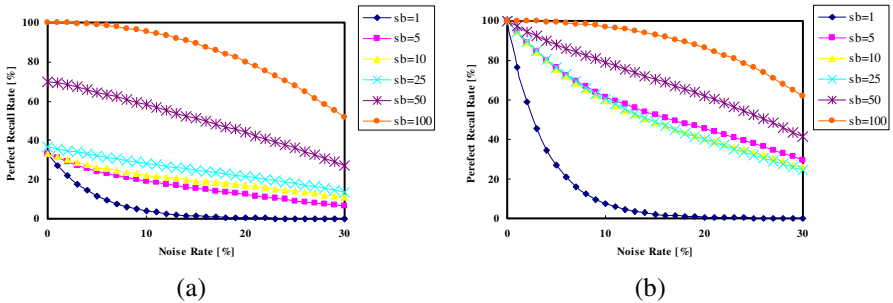 100
80
60
40
20
0
0 10 20 30
Perfect Recall Rate [%]
Noise Rate [%]
sb=1
sb=5
sb=10
sb=25
sb=50
sb=100
(a)
100
80
60
40
20
0
0 10 20 30
Perefect Recall Rate [%]
Noise Rate [%]
sb=1
sb=5
sb=10
sb=25
sb=50
sb=100
(b)